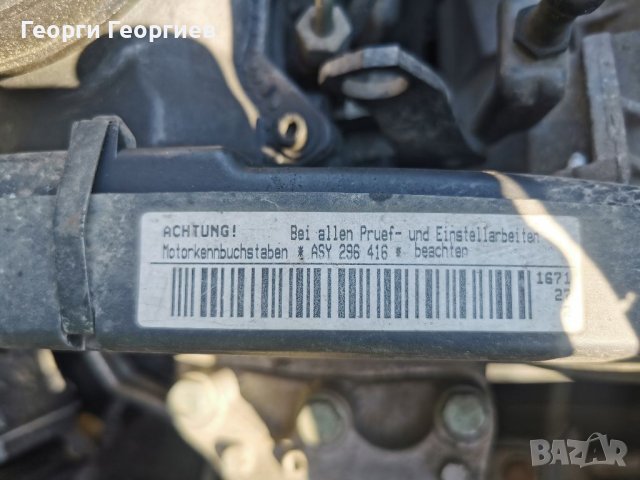 Георги Георгиев
ACHTUNG! Bei allen Pruef- und Einstellarbeiten
Motorkennbuchstaben * ASY 296 416 * beachten
1671
BAZAR